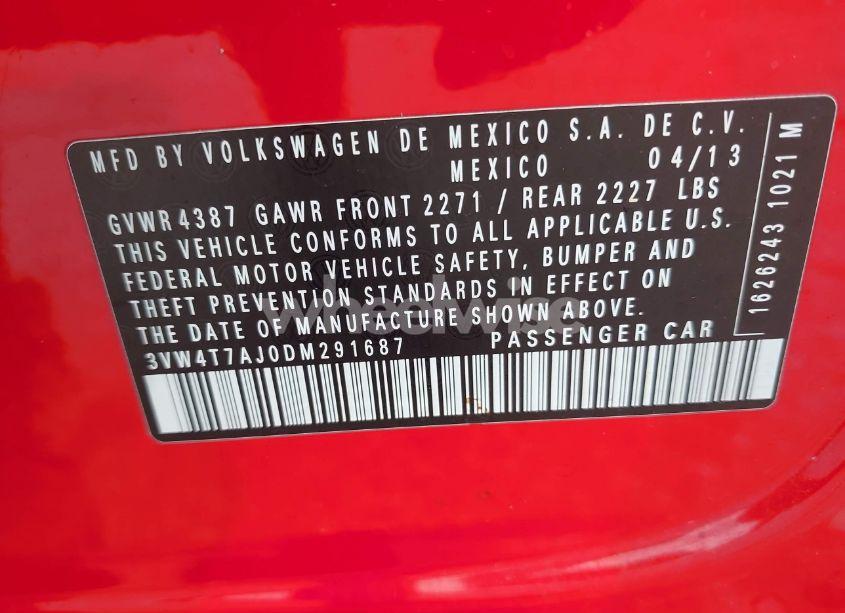 MFD BY VOLKSWAGEN DE MEXICO S.A. DE C.V.
MEXICO 04/13
GVWR 4387 GAWR FRONT 2271 / REAR 2227 LBS
THIS VEHICLE CONFORMS TO ALL APPLICABLE U.S.
FEDERAL MOTOR VEHICLE SAFETY, BUMPER AND
THEFT PREVENTION STANDARDS IN EFFECT ON
THE DATE OF MANUFACTURE SHOWN ABOVE.
3VW4T7AJ0DM291687 PASSENGER CAR
1626243 1021 M
wheelwise